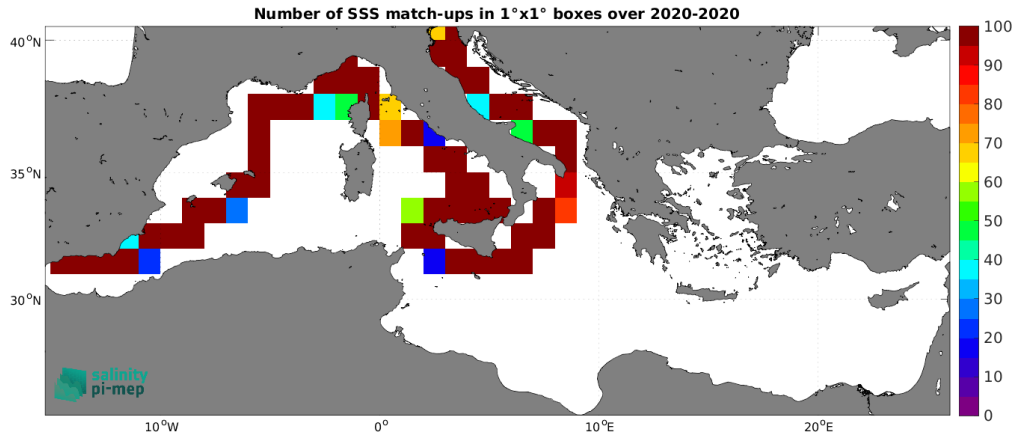 Number of SSS match-ups in 1°x1° boxes over 2020-2020
40°N
35°N
30°N
10°W
0°
10°E
20°E
100
90
80
70
60
50
40
30
20
10
0
salinity
pi-mep